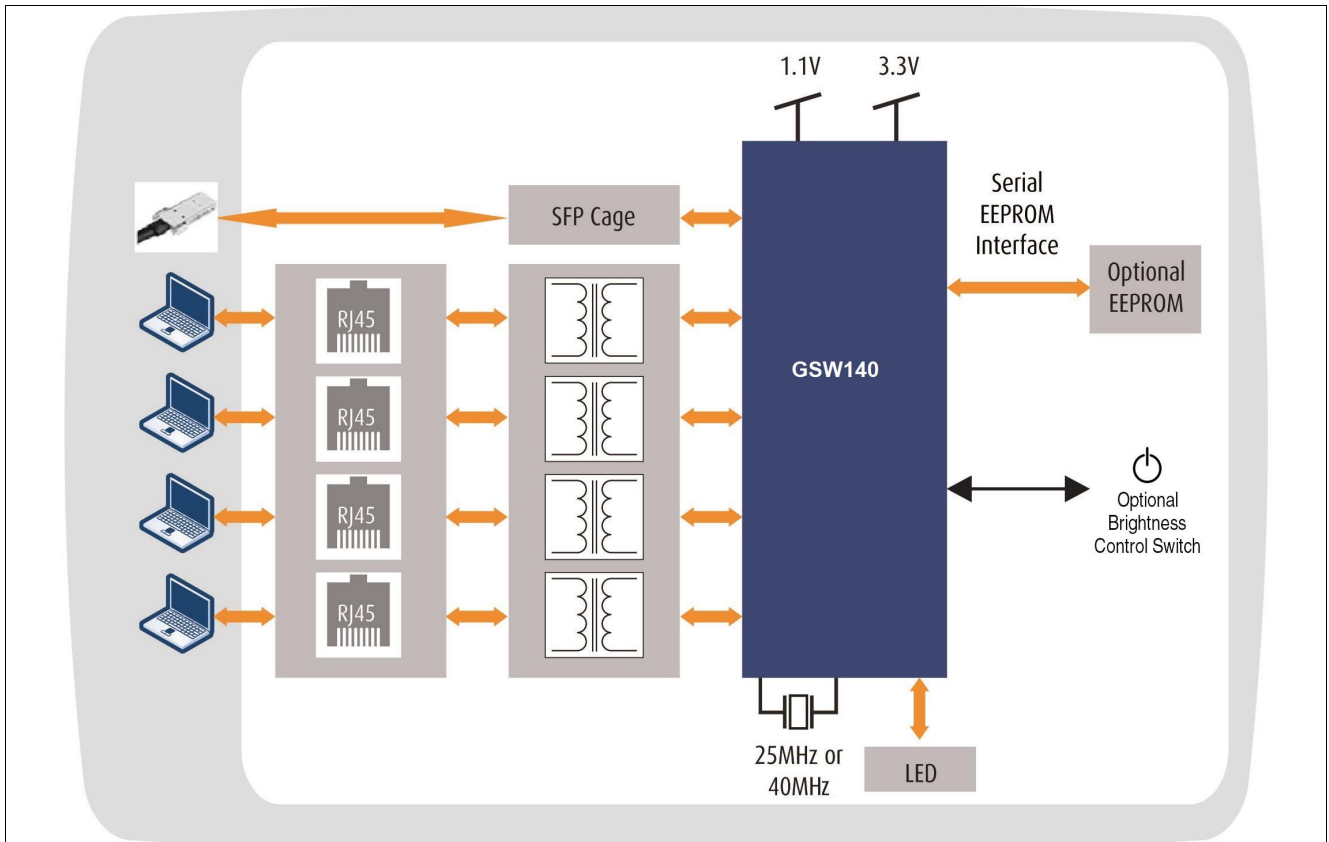 1.1V
3.3V
SFP Cage
Serial
EEPROM
Interface
Optional
EEPROM
RJ45
GSW140
RJ45
Optional
Brightness
Control Switch
RJ45
RJ45
25MHz or
40MHz
LED